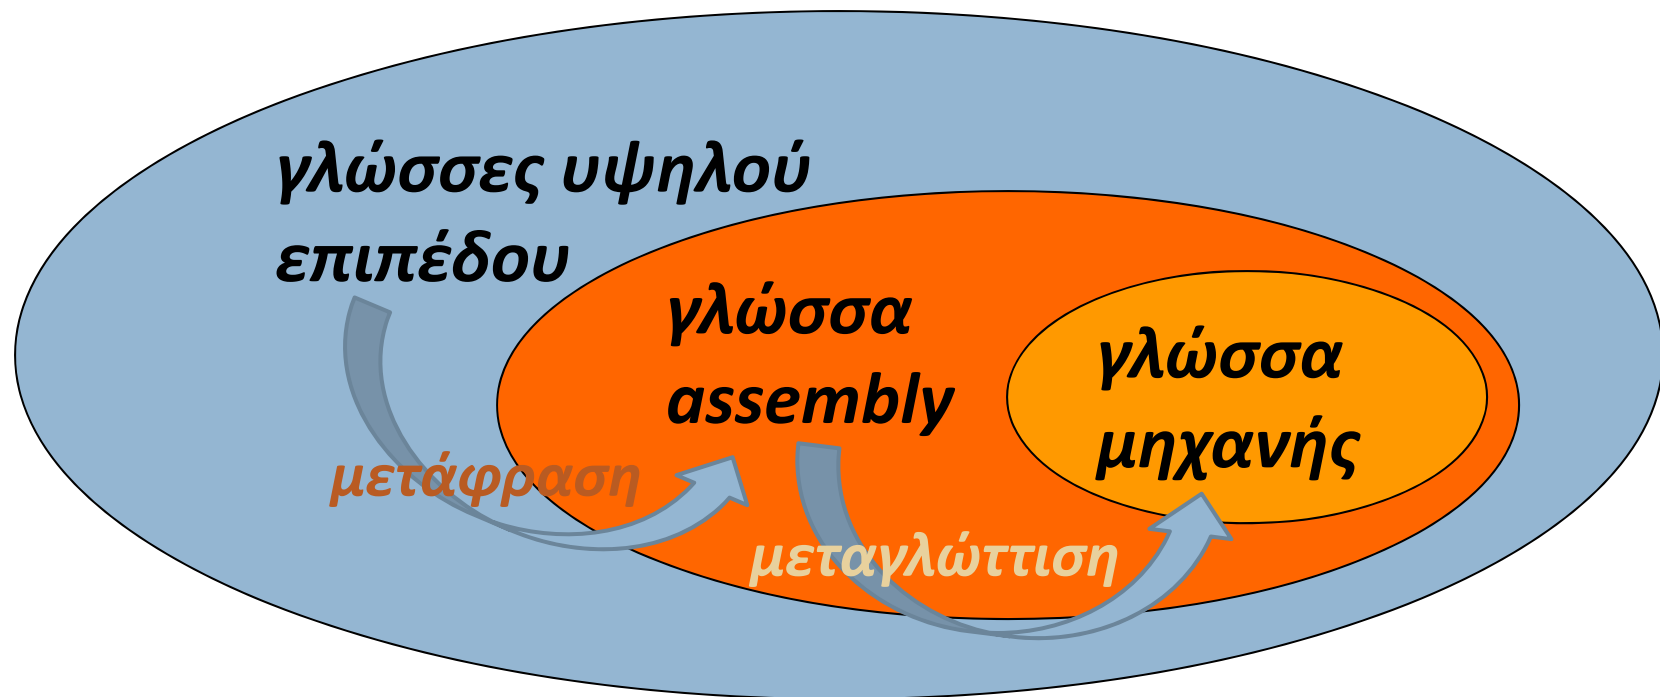 γλώσσες υψηλού
επιπέδου
γλώσσα
assembly
γλώσσα
μηχανής
μετάφραση
μεταγλώττιση